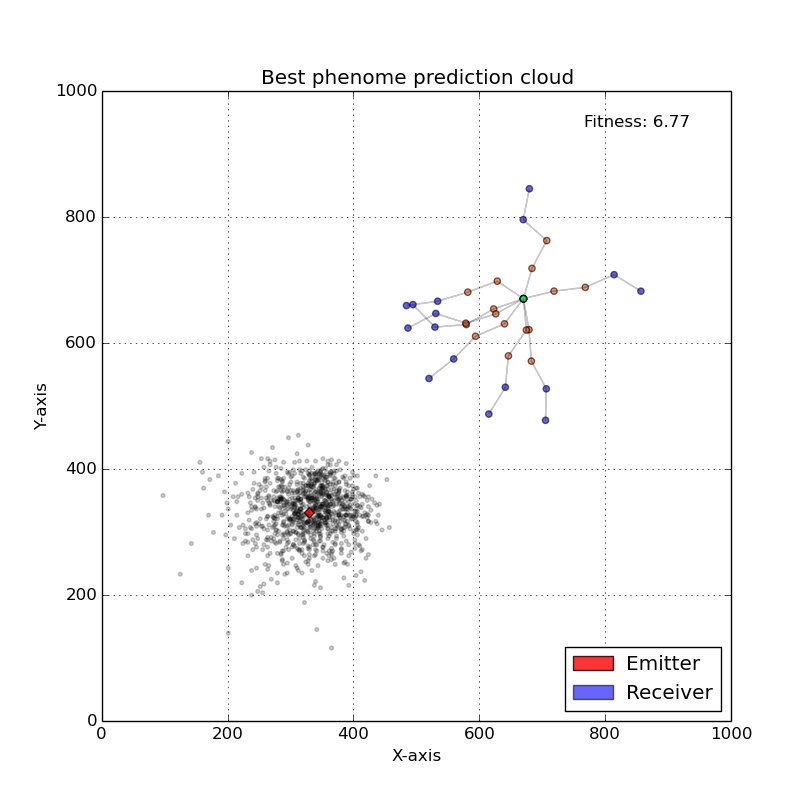 Best phenome prediction cloud
Fitness: 6.77
1000
800
600
400
200
0
Y-axis
Emitter
Receiver
0 200 400 600 800 1000
X-axis